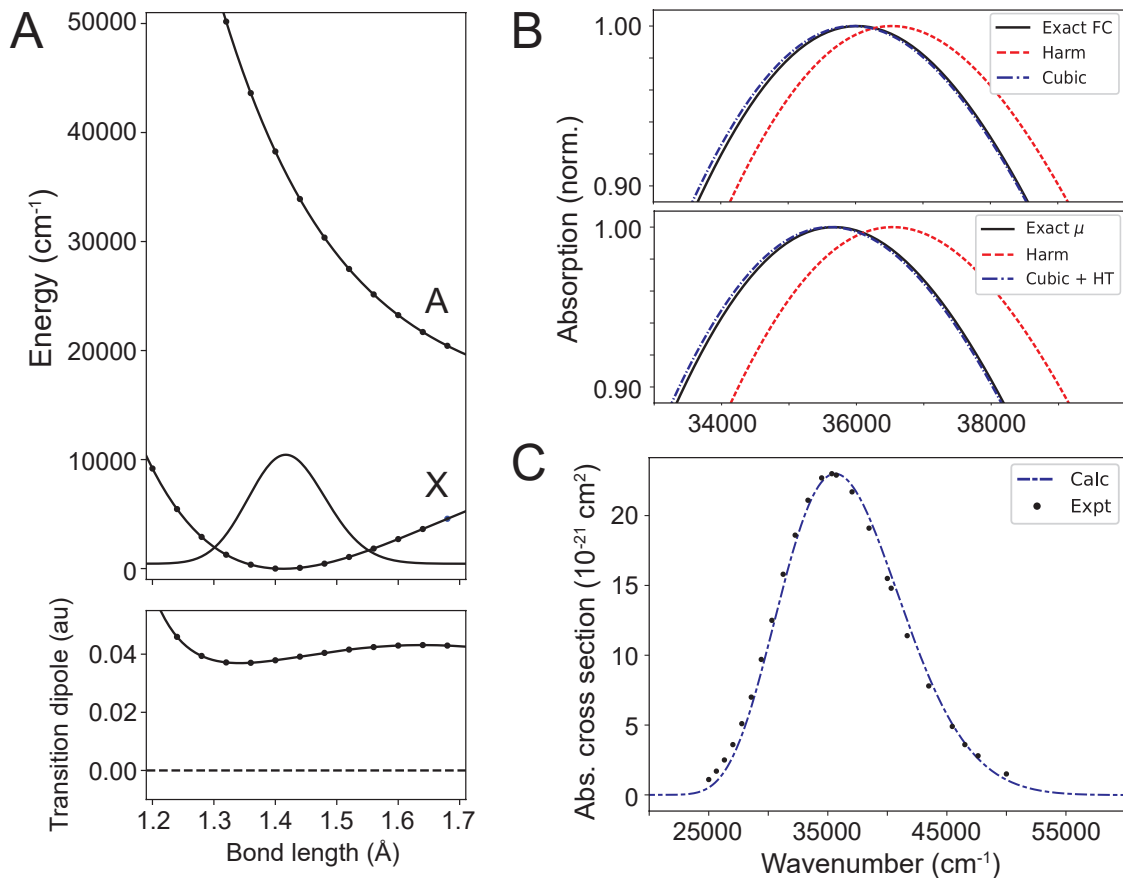 A
Energy (cm⁻¹)
50000
40000
30000
20000
10000
0
A
X
Transition dipole (au)
0.04
0.02
0.00
1.2 1.3 1.4 1.5 1.6 1.7
Bond length (Å)
B
Absorption (norm.)
1.00
0.90
Exact FC
Harm
Cubic
1.00
0.90
Exact μ
Harm
Cubic + HT
34000 36000 38000
C
Abs. cross section (10⁻²¹ cm²)
20
15
10
5
0
Calc
Expt
25000 35000 45000 55000
Wavenumber (cm⁻¹)